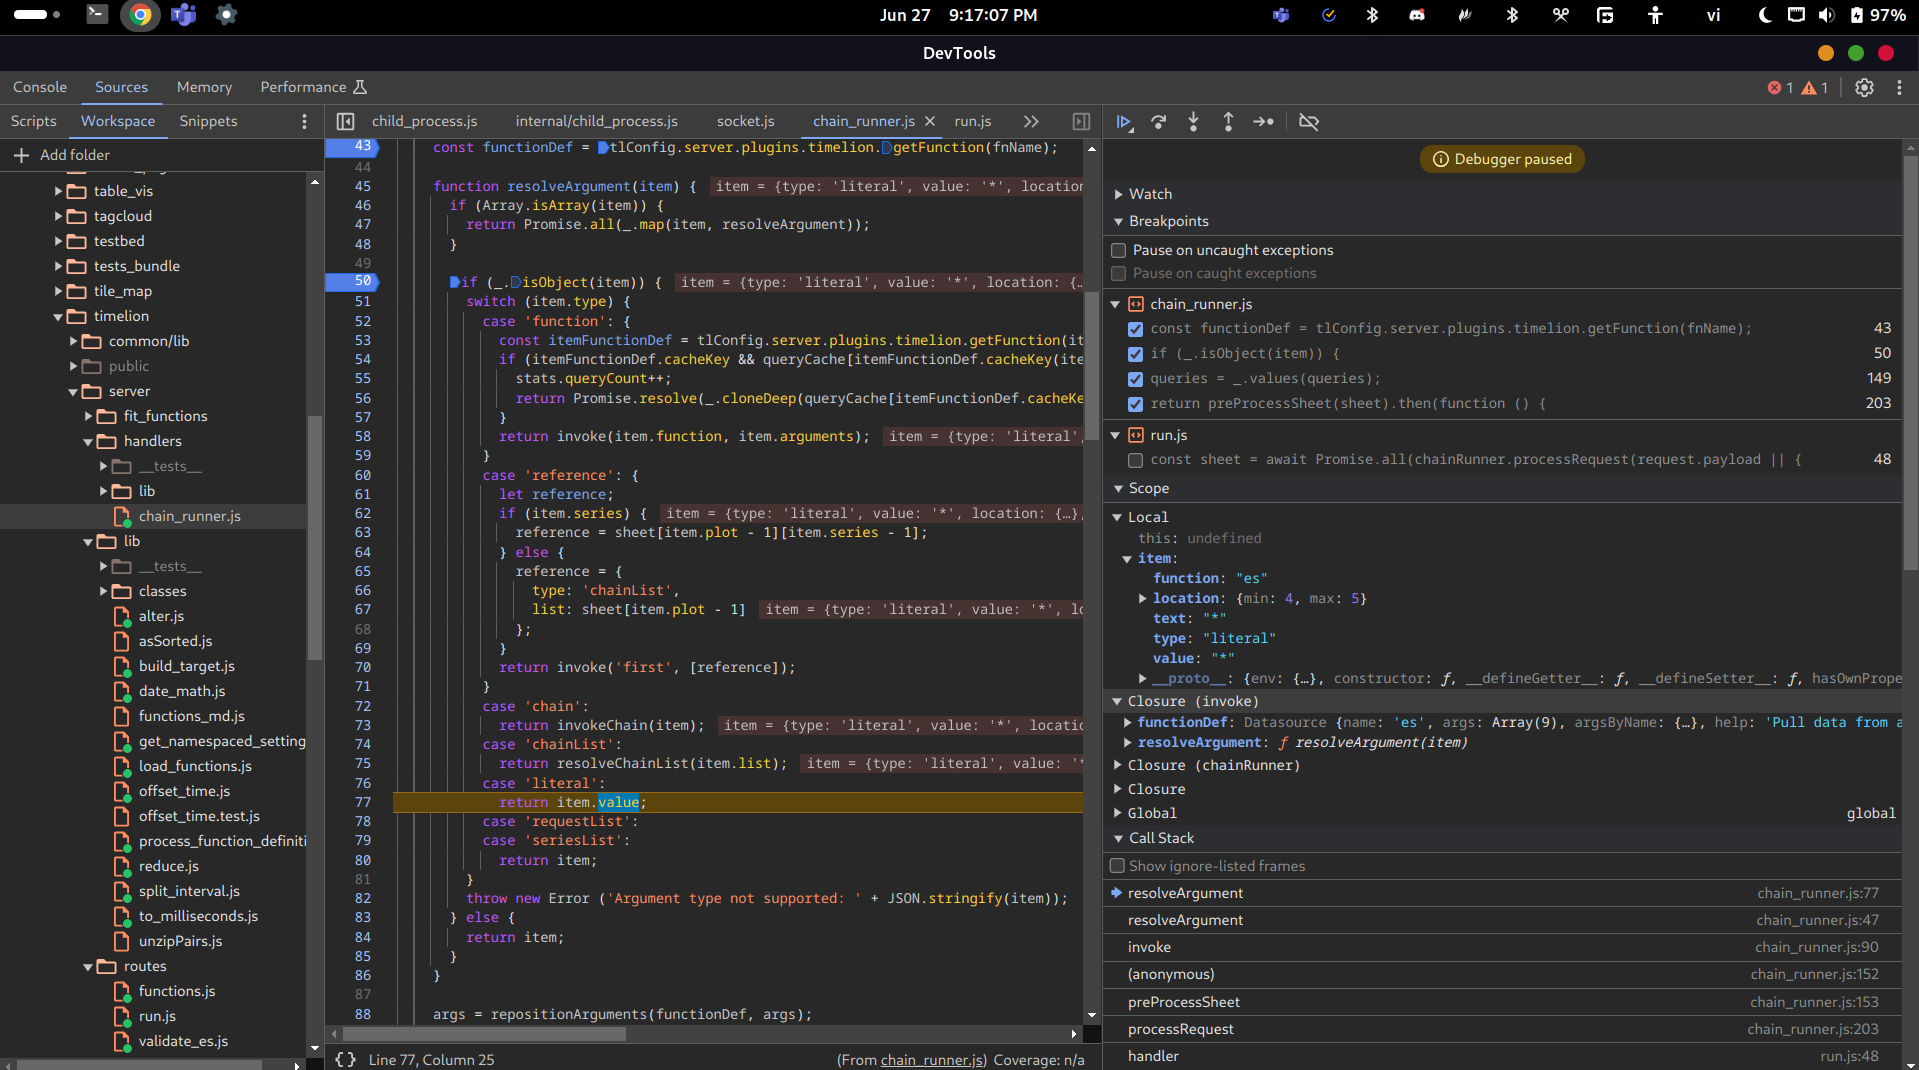 Jun 27 9:17:07 PM
vi
97%
DevTools
Console Sources Memory Performance
1 1
Scripts Workspace Snippets
child_process.js internal/child_process.js socket.js chain_runner.js run.js
Add folder
table_vis
tagcloud
testbed
tests_bundle
tile_map
timelion
common/lib
public
server
fit_functions
handlers
__tests__
lib
chain_runner.js
lib
__tests__
classes
alter.js
asSorted.js
build_target.js
date_math.js
functions_md.js
get_namespaced_setting
load_functions.js
offset_time.js
offset_time.test.js
process_function_definiti
reduce.js
split_interval.js
to_milliseconds.js
unzipPairs.js
routes
functions.js
run.js
validate_es.js
43 const functionDef = tlConfig.server.plugins.timelion.getFunction(fnName);
44
45 function resolveArgument(item) { item = {type: 'literal', value: '*', location
46 if (Array.isArray(item)) {
47 return Promise.all(_.map(item, resolveArgument));
48 }
49
50 if (_.isObject(item)) { item = {type: 'literal', value: '*', location: {…
51 switch (item.type) {
52 case 'function': {
53 const itemFunctionDef = tlConfig.server.plugins.timelion.getFunction(it
54 if (itemFunctionDef.cacheKey && queryCache[itemFunctionDef.cacheKey(ite
55 stats.queryCount++;
56 return Promise.resolve(_.cloneDeep(queryCache[itemFunctionDef.cacheKe
57 }
58 return invoke(item.function, item.arguments); item = {type: 'literal',
59 }
60 case 'reference': {
61 let reference;
62 if (item.series) { item = {type: 'literal', value: '*', location: {…},
63 reference = sheet[item.plot - 1][item.series - 1];
64 } else {
65 reference = {
66 type: 'chainList',
67 list: sheet[item.plot - 1] item = {type: 'literal', value: '*', lo
68 };
69 }
70 return invoke('first', [reference]);
71 }
72 case 'chain':
73 return invokeChain(item); item = {type: 'literal', value: '*', locatio
74 case 'chainList':
75 return resolveChainList(item.list); item = {type: 'literal', value: '*
76 case 'literal':
77 return item.value;
78 case 'requestList':
79 case 'seriesList':
80 return item;
81 }
82 throw new Error ('Argument type not supported: ' + JSON.stringify(item));
83 } else {
84 return item;
85 }
86 }
87
88 args = repositionArguments(functionDef, args);
{ } Line 77, Column 25 (From chain_runner.js) Coverage: n/a
Debugger paused
Watch
Breakpoints
Pause on uncaught exceptions
Pause on caught exceptions
chain_runner.js
const functionDef = tlConfig.server.plugins.timelion.getFunction(fnName); 43
if (_.isObject(item)) { 50
queries = _.values(queries); 149
return preProcessSheet(sheet).then(function () { 203
run.js
const sheet = await Promise.all(chainRunner.processRequest(request.payload || { 48
Scope
Local
this: undefined
item:
function: "es"
location: {min: 4, max: 5}
text: "*"
type: "literal"
value: "*"
__proto__: {env: {…}, constructor: ƒ, __defineGetter__: ƒ, __defineSetter__: ƒ, hasOwnPrope
Closure (invoke)
functionDef: Datasource {name: 'es', args: Array(9), argsByName: {…}, help: 'Pull data from a
resolveArgument: ƒ resolveArgument(item)
Closure (chainRunner)
Closure
Global global
Call Stack
Show ignore-listed frames
resolveArgument chain_runner.js:77
resolveArgument chain_runner.js:47
invoke chain_runner.js:90
(anonymous) chain_runner.js:152
preProcessSheet chain_runner.js:153
processRequest chain_runner.js:203
handler run.js:48